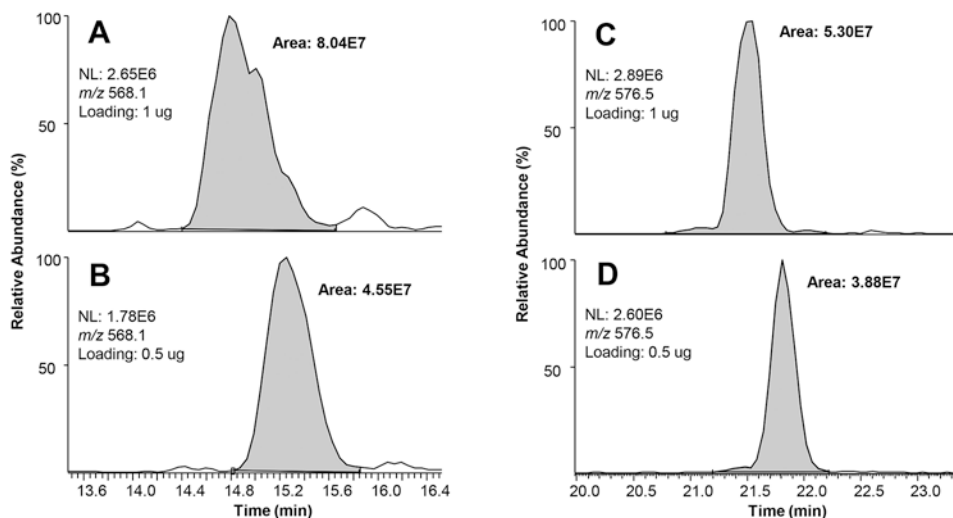 A
Area: 8.04E7
NL: 2.65E6
m/z 568.1
Loading: 1 ug
100
50
B
Area: 4.55E7
NL: 1.78E6
m/z 568.1
Loading: 0.5 ug
100
50
Relative Abundance (%)
13.6 14.0 14.4 14.8 15.2 15.6 16.0 16.4
Time (min)
C
Area: 5.30E7
NL: 2.89E6
m/z 576.5
Loading: 1 ug
100
50
D
Area: 3.88E7
NL: 2.60E6
m/z 576.5
Loading: 0.5 ug
100
50
Relative Abundance (%)
20.0 20.5 21.0 21.5 22.0 22.5 23.0
Time (min)